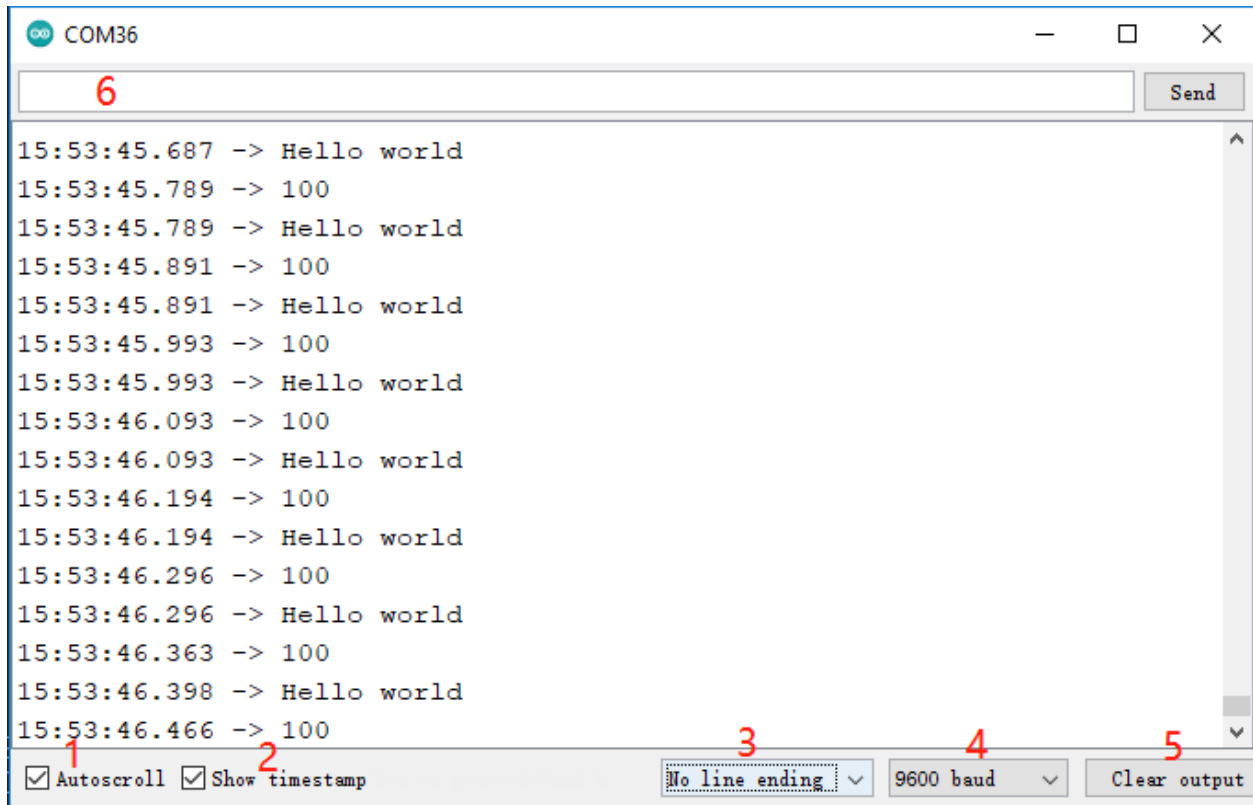 COM36
6
Send
15:53:45.687 -> Hello world
15:53:45.789 -> 100
15:53:45.789 -> Hello world
15:53:45.891 -> 100
15:53:45.891 -> Hello world
15:53:45.993 -> 100
15:53:45.993 -> Hello world
15:53:46.093 -> 100
15:53:46.093 -> Hello world
15:53:46.194 -> 100
15:53:46.194 -> Hello world
15:53:46.296 -> 100
15:53:46.296 -> Hello world
15:53:46.363 -> 100
15:53:46.398 -> Hello world
15:53:46.466 -> 100
1 2 3 4 5
Autoscroll Show timestamp No line ending 9600 baud Clear output